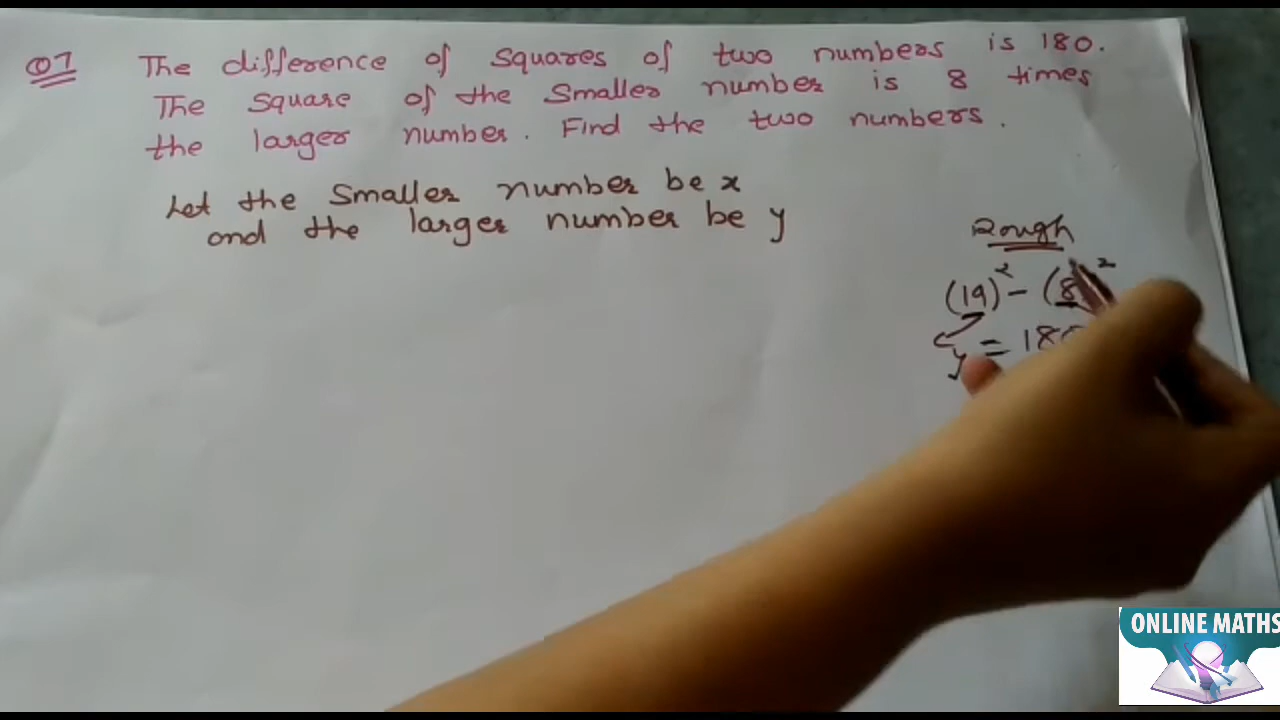 Q7 The difference of squares of two numbers is 180.
The square of the smaller number is 8 times
the larger number. Find the two numbers.
Let the smaller number be x
and the larger number be y
Rough
(19)² - (8 ²
y = 180
ONLINE MATHS